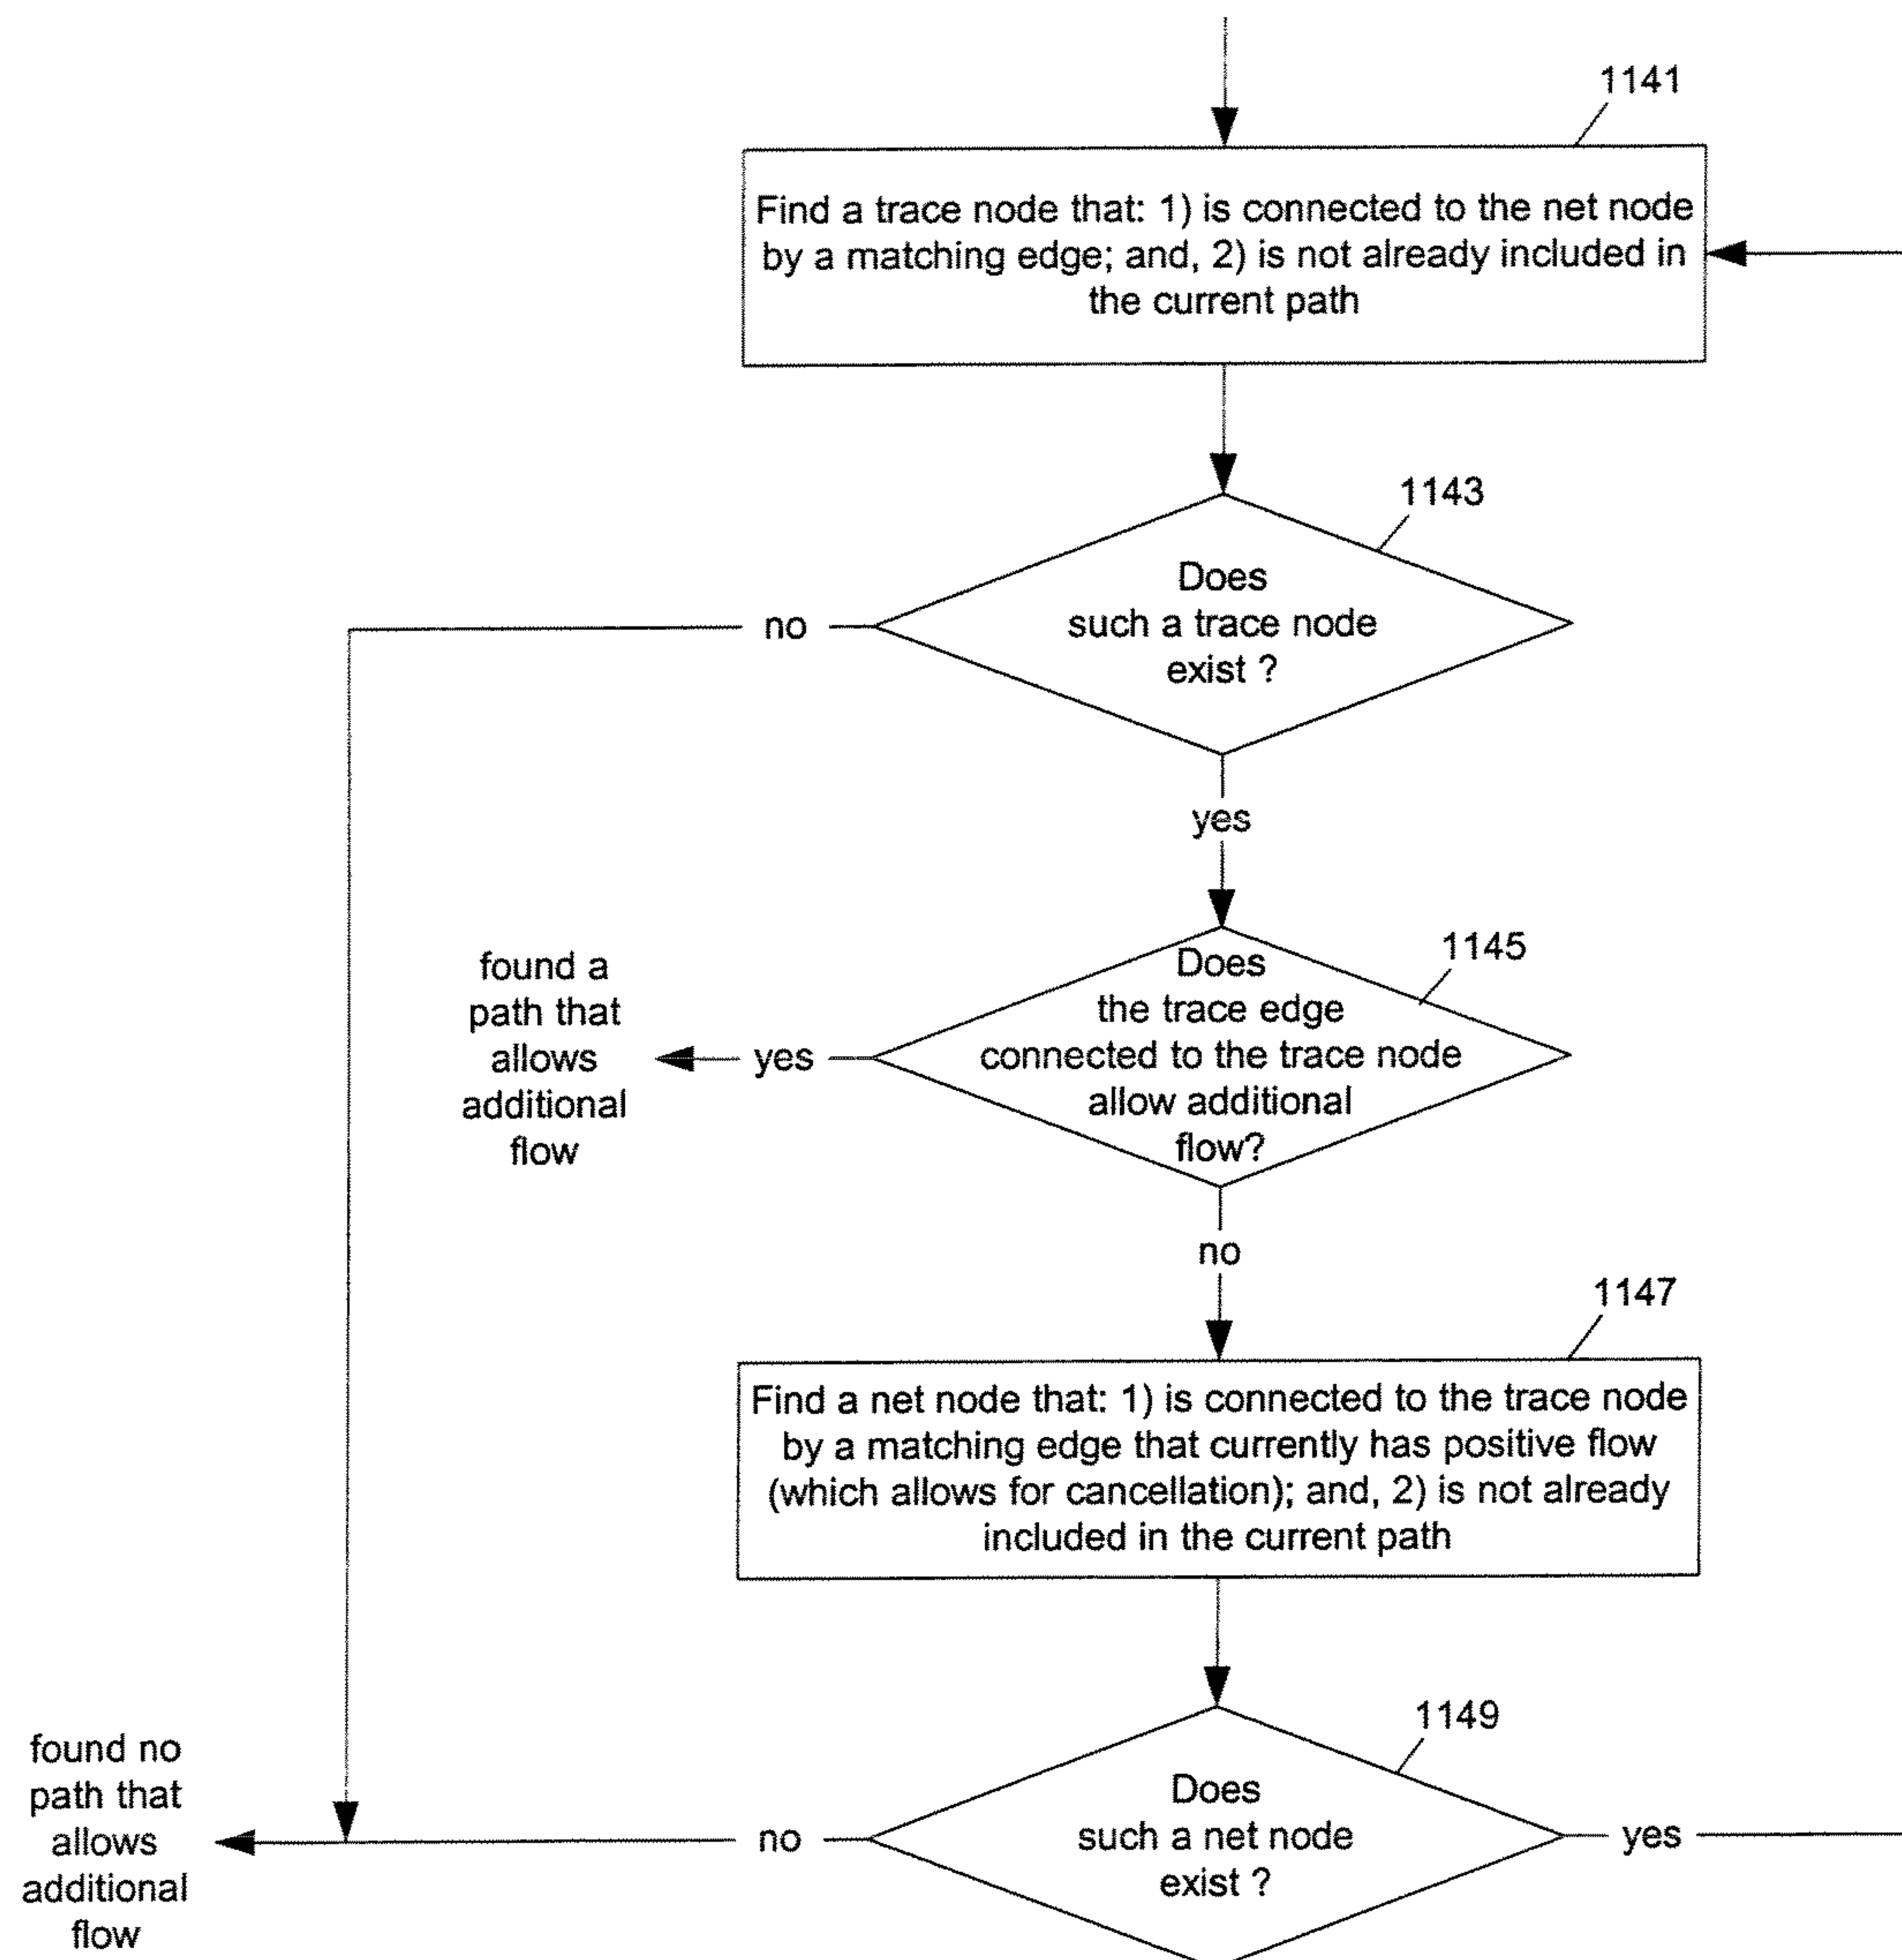 1141
Find a trace node that: 1) is connected to the net node
by a matching edge; and, 2) is not already included in
the current path
1143
Does
such a trace node
exist ?
no
yes
1145
Does
the trace edge
connected to the trace node
allow additional
flow?
yes
found a
path that
allows
additional
flow
no
1147
Find a net node that: 1) is connected to the trace node
by a matching edge that currently has positive flow
(which allows for cancellation); and, 2) is not already
included in the current path
1149
Does
such a net node
exist ?
no
yes
found no
path that
allows
additional
flow